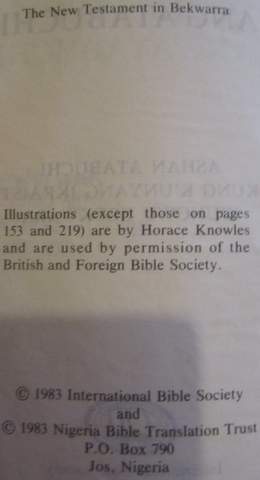 The New Testament in Bekwarra
Illustrations (except those on pages
153 and 219) are by Horace Knowles
and are used by permission of the
British and Foreign Bible Society.
© 1983 International Bible Society
and
© 1983 Nigeria Bible Translation Trust
P.O. Box 790
Jos, Nigeria